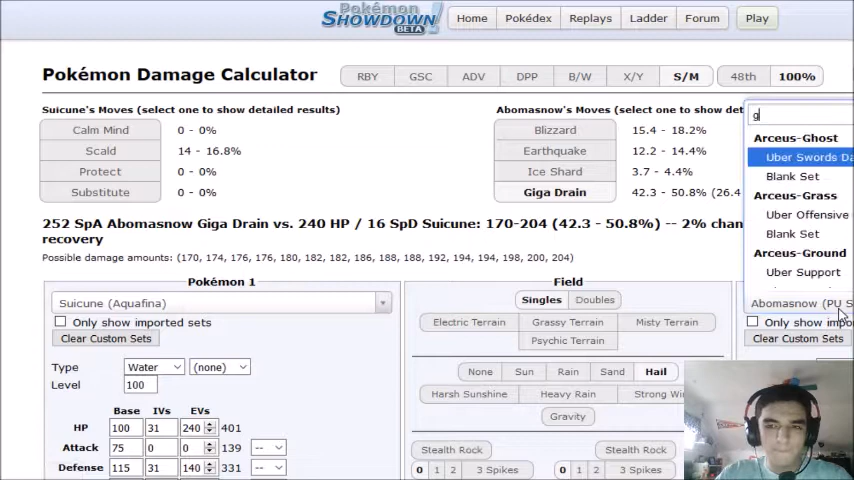 Pokémon
SHOWDOWN!
BETA
Home
Pokédex
Replays
Ladder
Forum
Play
Pokémon Damage Calculator
RBY
GSC
ADV
DPP
B/W
X/Y
S/M
48th
100%
Suicune's Moves (select one to show detailed results)
Calm Mind 0 - 0%
Scald 14 - 16.8%
Protect 0 - 0%
Substitute 0 - 0%
Abomasnow's Moves (select one to show det
Blizzard 15.4 - 18.2%
Earthquake 12.2 - 14.4%
Ice Shard 3.7 - 4.4%
Giga Drain 42.3 - 50.8% (26.4
g
Arceus-Ghost
Uber Swords Da
Blank Set
Arceus-Grass
Uber Offensive
Blank Set
Arceus-Ground
Uber Support
252 SpA Abomasnow Giga Drain vs. 240 HP / 16 SpD Suicune: 170-204 (42.3 - 50.8%) -- 2% chan
recovery
Possible damage amounts: (170, 174, 176, 176, 180, 182, 182, 186, 188, 188, 192, 194, 194, 198, 200, 204)
Pokémon 1
Suicune (Aquafina)
Only show imported sets
Clear Custom Sets
Type Water (none)
Level 100
Base IVs EVs
HP 100 31 240 401
Attack 75 0 0 139 --
Defense 115 31 140 331 --
Field
Singles Doubles
Electric Terrain Grassy Terrain Misty Terrain
Psychic Terrain
None Sun Rain Sand Hail
Harsh Sunshine Heavy Rain Strong Wi
Gravity
Stealth Rock Stealth Rock
0 1 2 3 Spikes 0 1 2 3 Spikes
Abomasnow (PU S
Only show impo
Clear Custom Sets